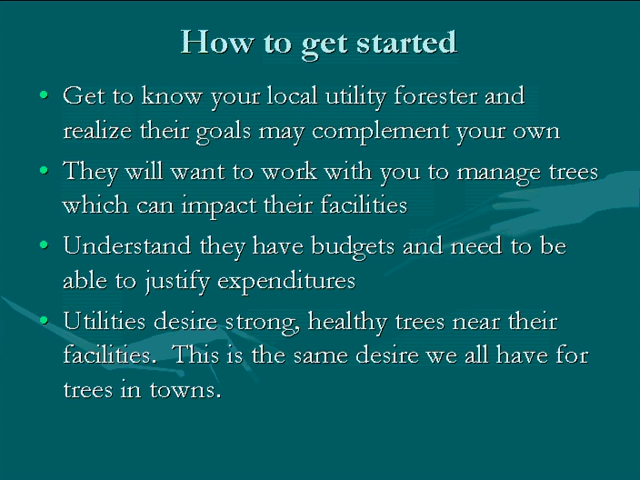 How to get started
• Get to know your local utility forester and
realize their goals may complement your own
• They will want to work with you to manage trees
which can impact their facilities
• Understand they have budgets and need to be
able to justify expenditures
• Utilities desire strong, healthy trees near their
facilities.  This is the same desire we all have for
trees in towns.